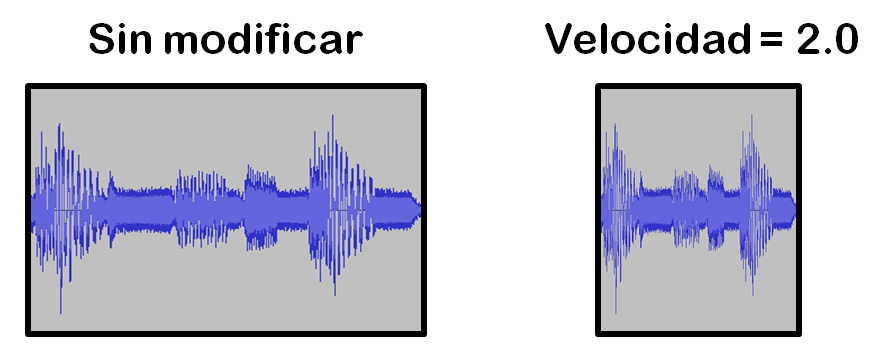 Sin modificar
Velocidad = 2.0